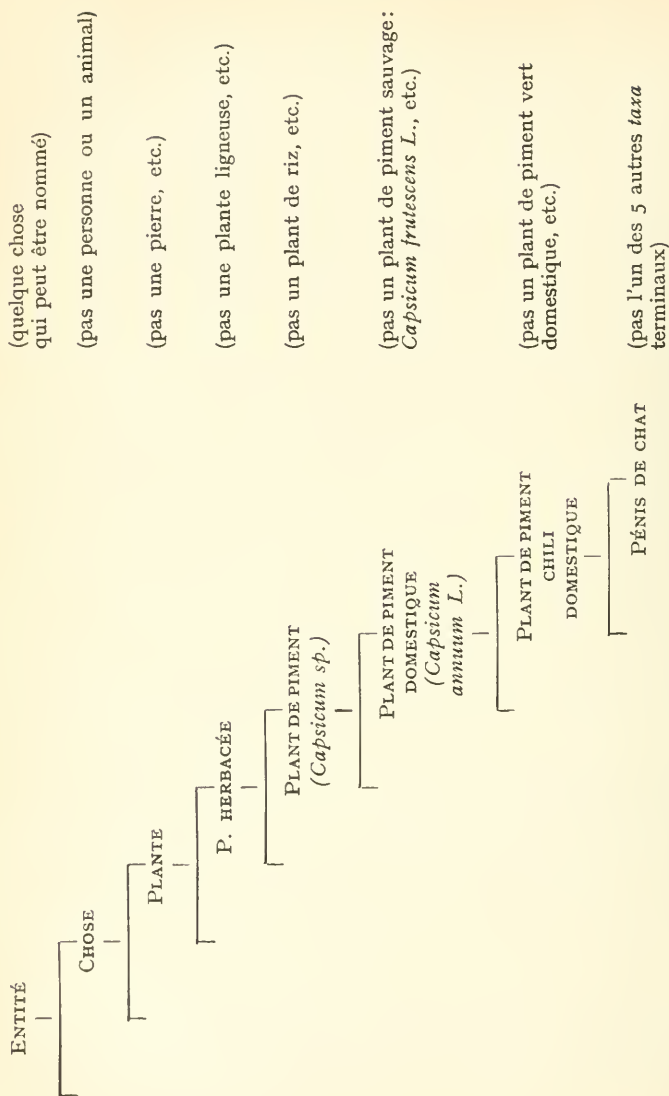 ENTITÉ
(quelque chose
qui peut être nommé)
CHOSE
(pas une personne ou un animal)
PLANTE
(pas une pierre, etc.)
P. HERBACÉE
(pas une plante ligneuse, etc.)
PLANT DE PIMENT
(Capsicum sp.)
(pas un plant de riz, etc.)
PLANT DE PIMENT
DOMESTIQUE
(Capsicum
annuum L.)
(pas un plant de piment sauvage:
Capsicum frutescens L., etc.)
PLANT DE PIMENT
CHILI
DOMESTIQUE
(pas un plant de piment vert
domestique, etc.)
PÉNIS DE CHAT
(pas l'un des 5 autres taxa
terminaux)